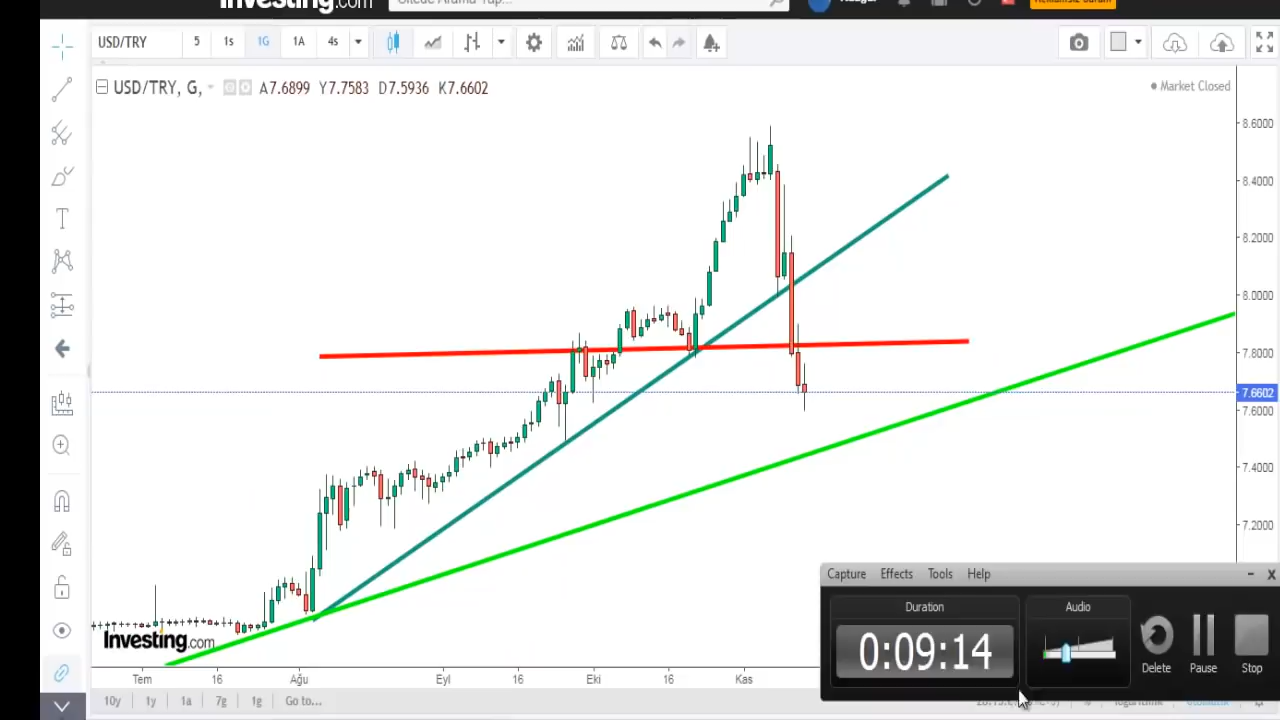 Investing.com
USD/TRY 5 1s 1G 1A 4s
USD/TRY, G, A7.6899 Y7.7583 D7.5936 K7.6602
Market Closed
8.6000
8.4000
8.2000
8.0000
7.8000
7.6602
7.6000
7.4000
7.2000
Capture Effects Tools Help
Duration
Audio
0:09:14
Delete Pause Stop
Investing.com
Tem 16 Ağu Eyl 16 Eki 16 Kas
10y 1y 1a 7g 1g Go to...